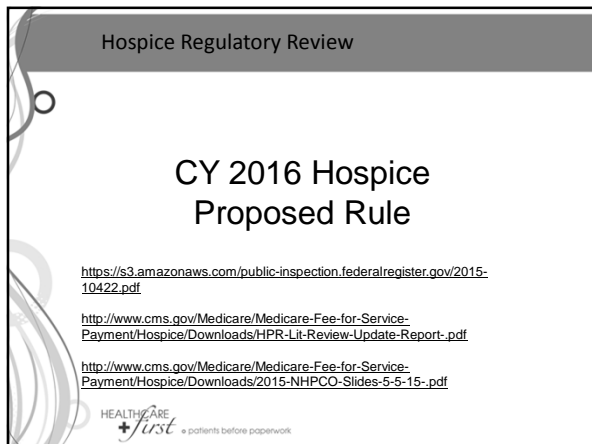 Hospice Regulatory Review
CY 2016 Hospice
Proposed Rule
https://s3.amazonaws.com/public-inspection.federalregister.gov/2015-
10422.pdf
http://www.cms.gov/Medicare/Medicare-Fee-for-Service-
Payment/Hospice/Downloads/HPR-Lit-Review-Update-Report-.pdf
http://www.cms.gov/Medicare/Medicare-Fee-for-Service-
Payment/Hospice/Downloads/2015-NHPCO-Slides-5-5-15-.pdf
HEALTHCARE
first patients before paperwork